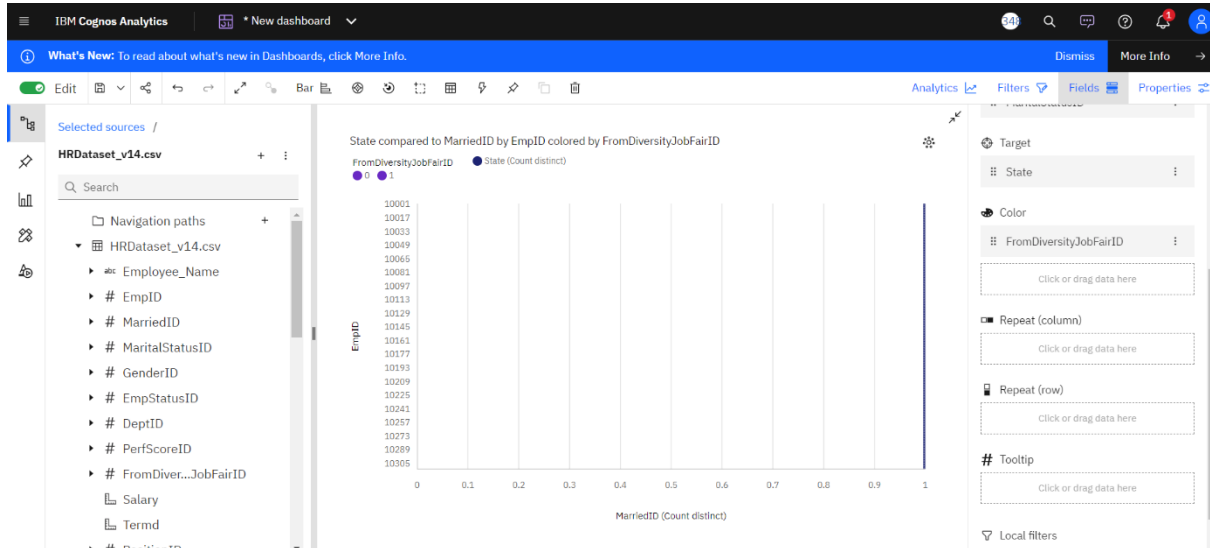 IBM Cognos Analytics
* New dashboard
348
What's New: To read about what's new in Dashboards, click More Info.
Dismiss
More Info
Edit
Bar
Analytics
Filters
Fields
Properties
Selected sources /
HRDataset_v14.csv
Search
Navigation paths
HRDataset_v14.csv
abc Employee_Name
# EmpID
# MarriedID
# MaritalStatusID
# GenderID
# EmpStatusID
# DeptID
# PerfScoreID
# FromDiver...JobFairID
Salary
Termd
State compared to MarriedID by EmpID colored by FromDiversityJobFairID
FromDiversityJobFairID
State (Count distinct)
0 1
10001
10017
10033
10049
10065
10081
10097
10113
10129
10145
10161
10177
10193
10209
10225
10241
10257
10273
10289
10305
EmpID
0 0.1 0.2 0.3 0.4 0.5 0.6 0.7 0.8 0.9 1
MarriedID (Count distinct)
Target
State
Color
FromDiversityJobFairID
Click or drag data here
Repeat (column)
Click or drag data here
Repeat (row)
Click or drag data here
# Tooltip
Click or drag data here
Local filters